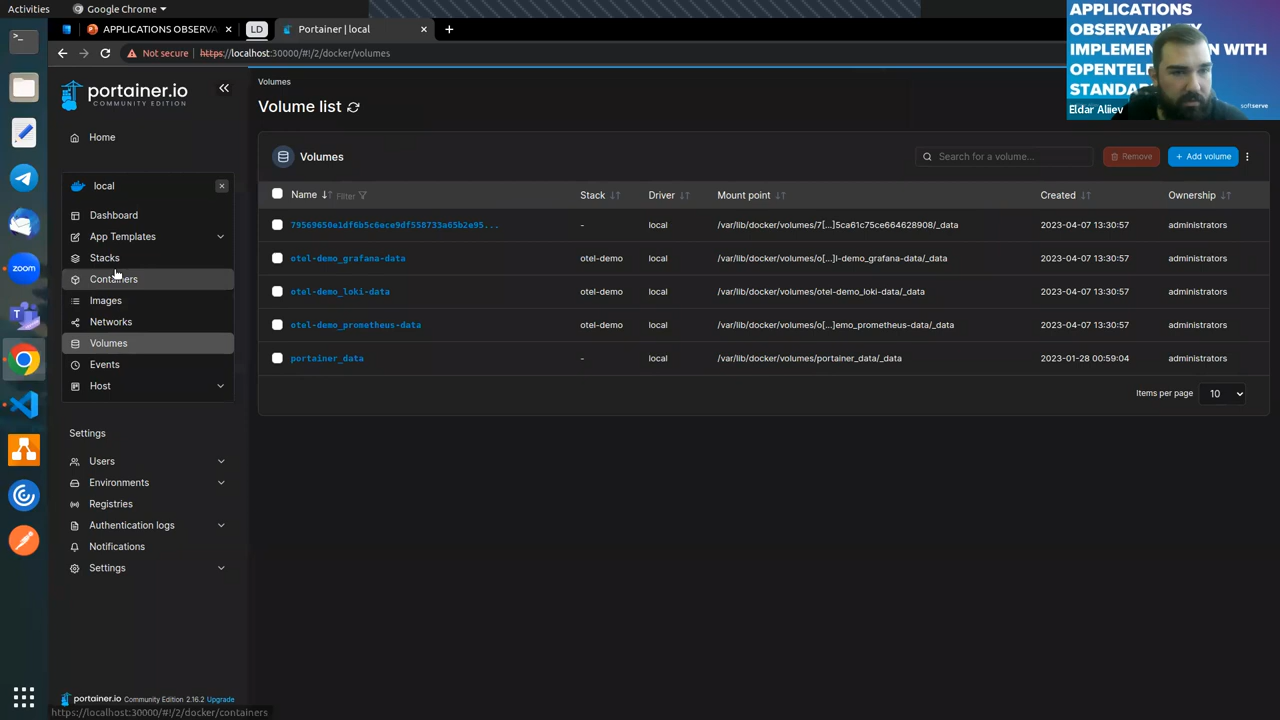 Activities
Google Chrome
APPLICATIONS OBSERVA
LD
Portainer | local
Not secure
https://localhost:30000/#!/2/docker/volumes
APPLICATIONS
OBSERVABILITY
WITH
STANDA
Eldar Aliiev
softserve
portainer.io
COMMUNITY EDITION
Home
local
Dashboard
App Templates
Stacks
Containers
Images
Networks
Volumes
Events
Host
Settings
Users
Environments
Registries
Authentication logs
Notifications
Settings
portainer.io Community Edition 2.16.2 Upgrade
https://localhost:30000/#!/2/docker/containers
Volumes
Volume list
Volumes
Search for a volume...
Remove
+ Add volume
Name Filter Stack Driver Mount point Created Ownership
79569650e1df6b5c6ece9df558733a65b2e95... - local /var/lib/docker/volumes/7[...]5ca61c75ce664628908/_data 2023-04-07 13:30:57 administrators
otel-demo_grafana-data otel-demo local /var/lib/docker/volumes/o[...]l-demo_grafana-data/_data 2023-04-07 13:30:57 administrators
otel-demo_loki-data otel-demo local /var/lib/docker/volumes/otel-demo_loki-data/_data 2023-04-07 13:30:57 administrators
otel-demo_prometheus-data otel-demo local /var/lib/docker/volumes/o[...]emo_prometheus-data/_data 2023-04-07 13:30:57 administrators
portainer_data - local /var/lib/docker/volumes/portainer_data/_data 2023-01-28 00:59:04 administrators
Items per page 10
zoom